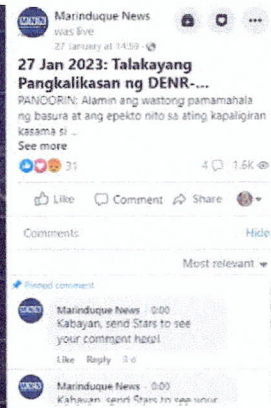 MNN
Marinduque News
was live
27 January at 14:59 ·
27 Jan 2023: Talakayang
Pangkalikasan ng DENR-...
PANOORIN: Alamin ang wastong pamamahala
ng basura at ang epekto nito sa ating kapaligiran
kasama si ...
See more
31
4
1.6K
Like
Comment
Share
Comments
Hide
Most relevant
Pinned comment
MNN
Marinduque News · 0:00
Kabayan, send Stars to see
your comment here!
Like Reply
MNN
Marinduque News · 0:00
Kabayan, send Stars to see your